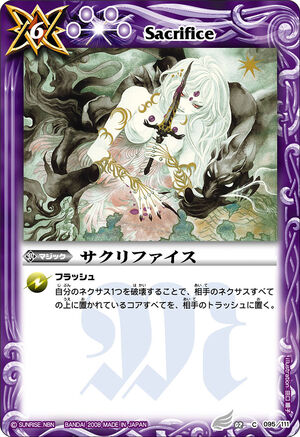 6
Sacrifice
マジック
サクリファイス
フラッシュ
自分のネクサス1つを破壊することで、相手のネクサスすべて
の上に置かれているコアすべてを、相手のトラッシュに置く。
© SUNRISE, NBN
BANDAI 2008 MADE IN JAPAN
02 C 095/111